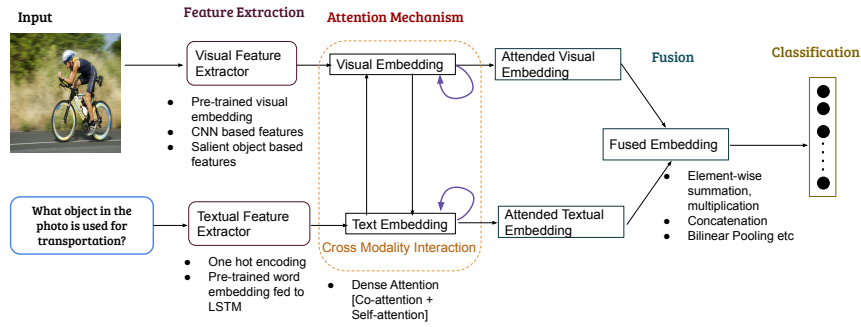 Input
Feature Extraction
Attention Mechanism
Fusion
Classification
Visual Feature
Extractor
● Pre-trained visual
embedding
● CNN based features
● Salient object based
features
Visual Embedding
Attended Visual
Embedding
Fused Embedding
● Element-wise
summation,
multiplication
● Concatenation
● Bilinear Pooling etc
What object in the
photo is used for
transportation?
Textual Feature
Extractor
● One hot encoding
● Pre-trained word
embedding fed to
LSTM
Text Embedding
Cross Modality Interaction
● Dense Attention
[Co-attention +
Self-attention]
Attended Textual
Embedding